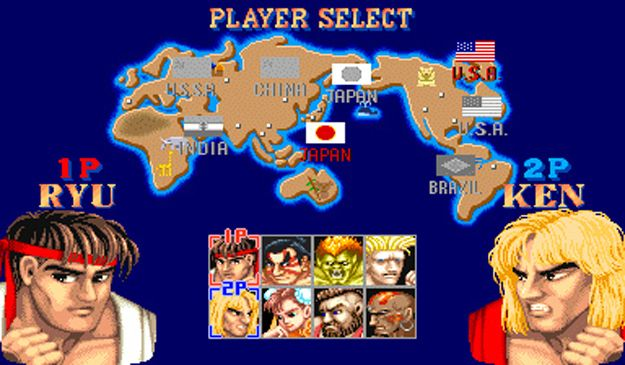 PLAYER SELECT
U.S.A.
U.S.S.R.
CHINA
JAPAN
U.S.A.
INDIA
JAPAN
BRAZIL
1P
RYU
2P
KEN
1P
2P